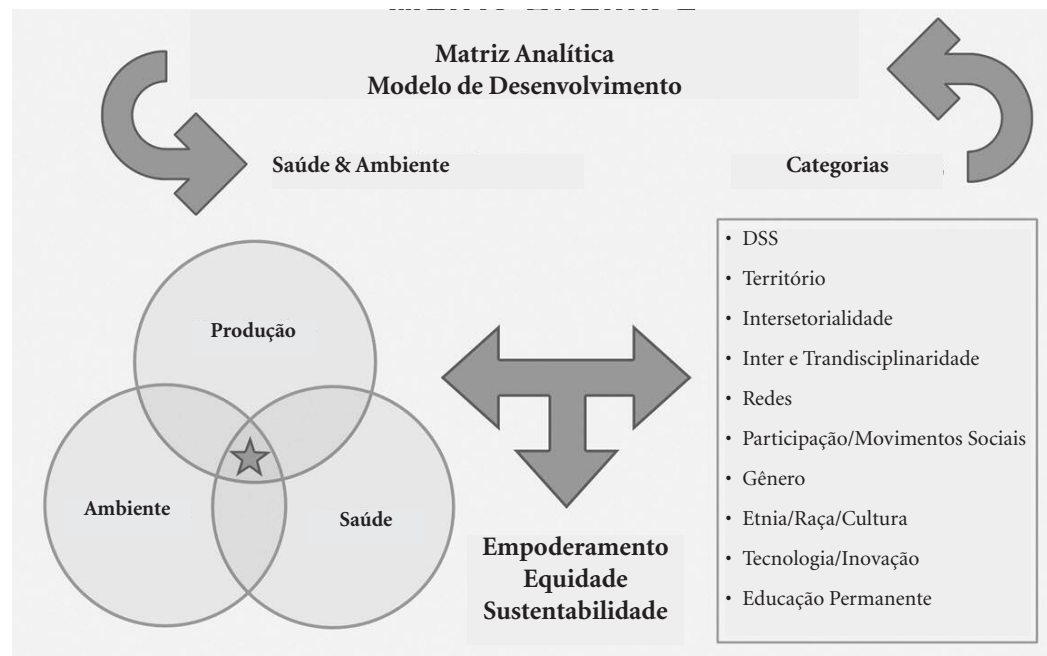 Matriz Analítica
Modelo de Desenvolvimento
Saúde & Ambiente
Categorias
Produção
Ambiente
Saúde
Empoderamento
Equidade
Sustentabilidade
• DSS
• Território
• Intersetorialidade
• Inter e Trandisciplinaridade
• Redes
• Participação/Movimentos Sociais
• Gênero
• Etnia/Raça/Cultura
• Tecnologia/Inovação
• Educação Permanente